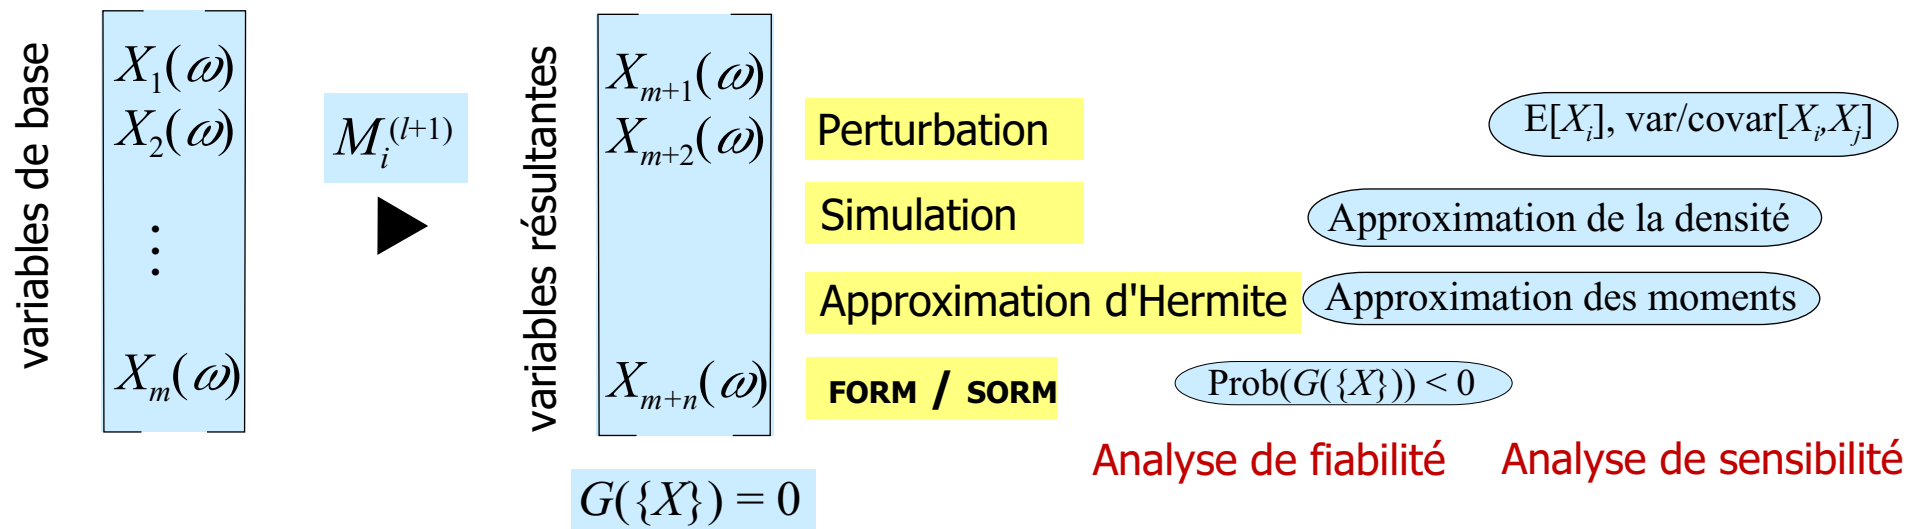 variables de base
X₁(ω)
X₂(ω)
⋮
Xₘ(ω)
Mᵢ⁽ˡ⁺¹⁾
variables résultantes
Xₘ₊₁(ω)
Xₘ₊₂(ω)
Xₘ₊ₙ(ω)
G({X}) = 0
Perturbation
E[Xᵢ], var/covar[Xᵢ,Xⱼ]
Simulation
Approximation de la densité
Approximation d'Hermite
Approximation des moments
FORM / SORM
Prob(G({X})) < 0
Analyse de fiabilité
Analyse de sensibilité